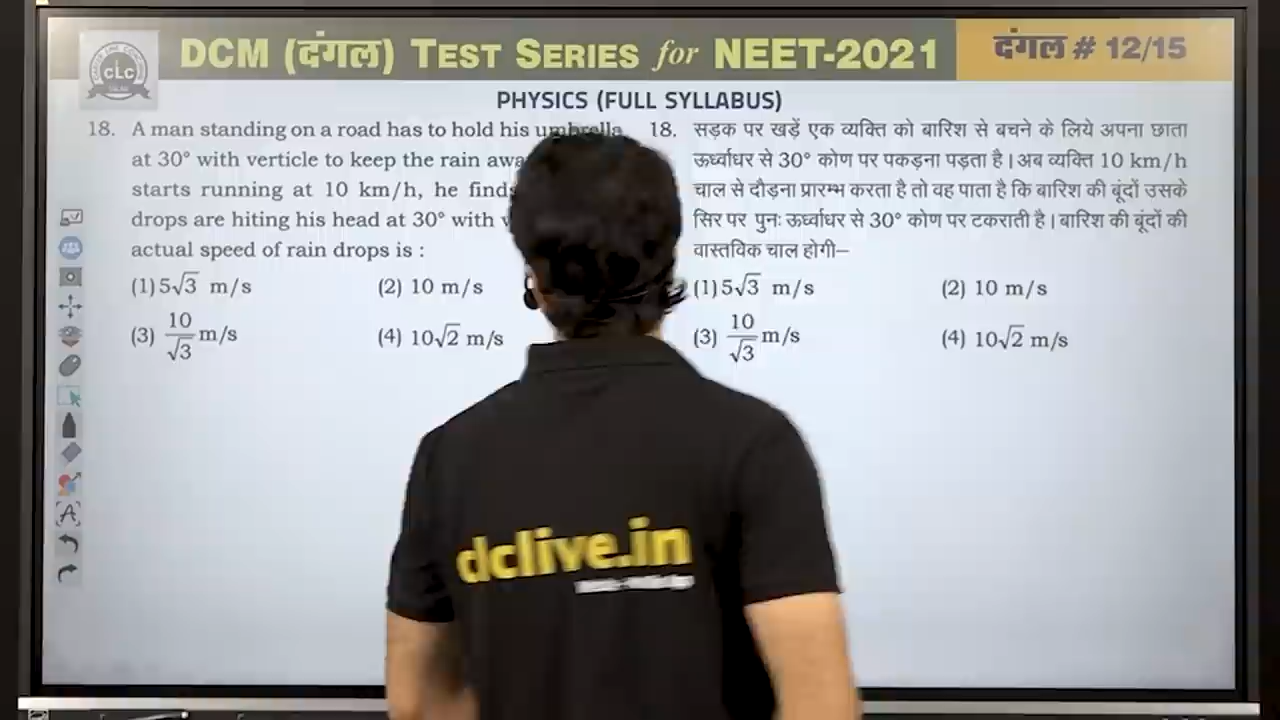 DCM (दंगल) TEST SERIES for NEET-2021
दंगल # 12/15
CLC
PHYSICS (FULL SYLLABUS)
18. A man standing on a road has to hold his umbrella
at 30° with verticle to keep the rain
starts running at 10 km/h, he finds
drops are hiting his head at 30° with
actual speed of rain drops is :
(1) 5√3 m/s (2) 10 m/s
(3) 10/√3 m/s (4) 10√2 m/s
18. सड़क पर खड़ें एक व्यक्ति को बारिश से बचने के लिये अपना छाता
ऊर्ध्वाधर से 30° कोण पर पकड़ना पड़ता है। अब व्यक्ति 10 km/h
चाल से दौड़ना प्रारम्भ करता है तो वह पाता है कि बारिश की बूंदों उसके
सिर पर पुनः ऊर्ध्वाधर से 30° कोण पर टकराती है। बारिश की बूंदों की
वास्तविक चाल होगी–
(1) 5√3 m/s (2) 10 m/s
(3) 10/√3 m/s (4) 10√2 m/s
dclive.in